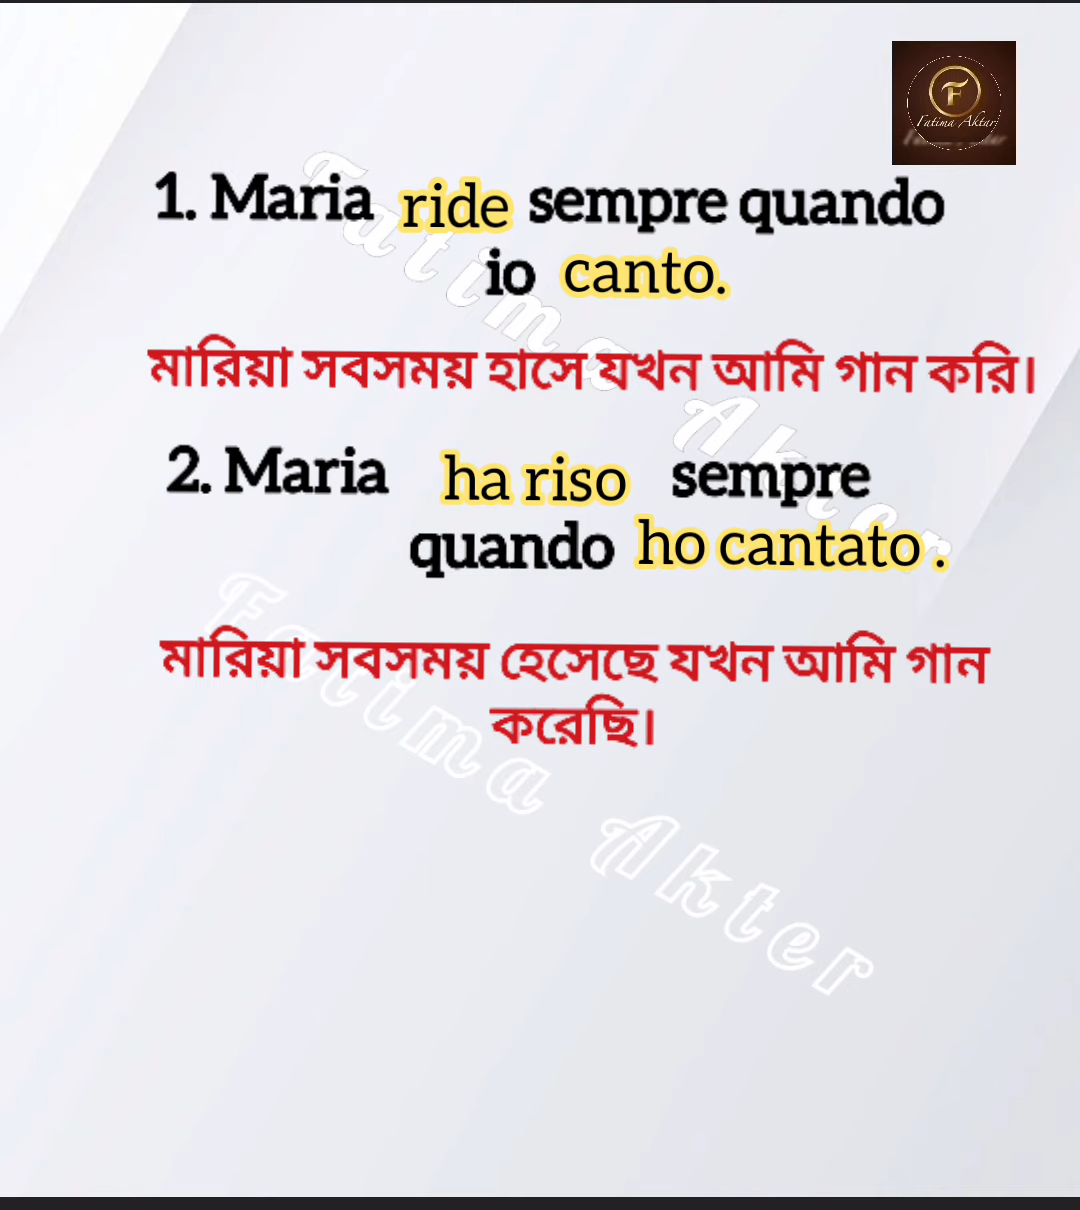 F
Fatima Aktar
1. Maria ride sempre quando
io canto.
মারিয়া সবসময় হাসে যখন আমি গান করি।
2. Maria ha riso sempre
quando ho cantato .
মারিয়া সবসময় হেসেছে যখন আমি গান
করেছি।
Fatima Akter
Fatima Akter